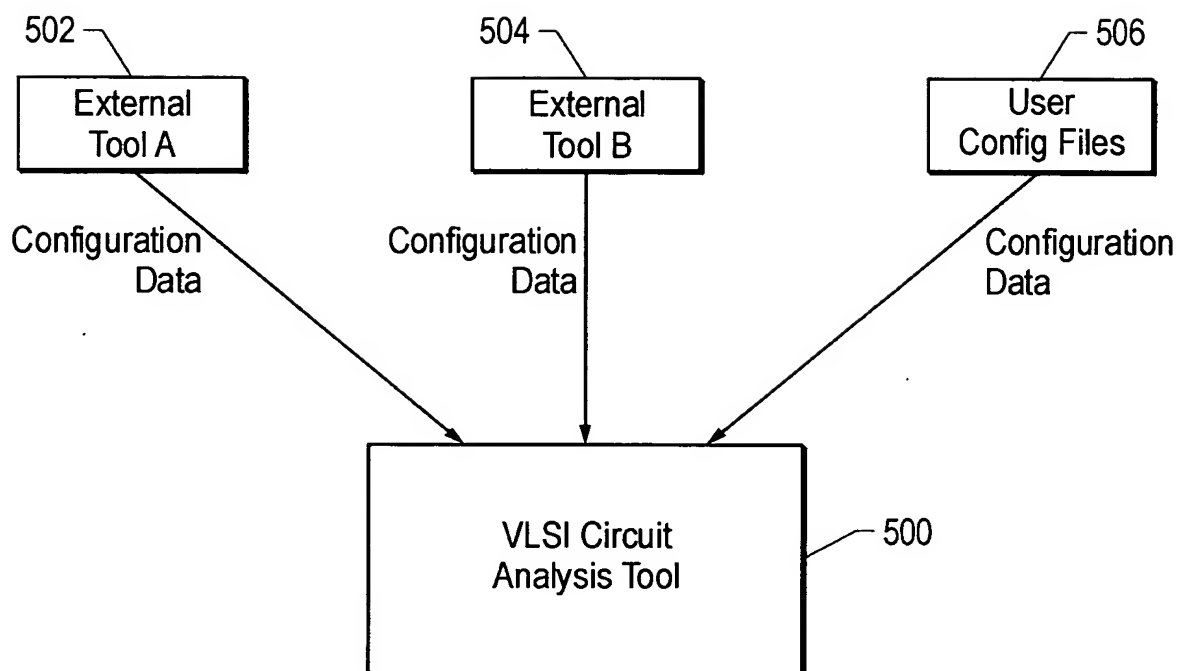 502
504
506
External
Tool A
External
Tool B
User
Config Files
Configuration
Data
Configuration
Data
Configuration
Data
VLSI Circuit
Analysis Tool
500